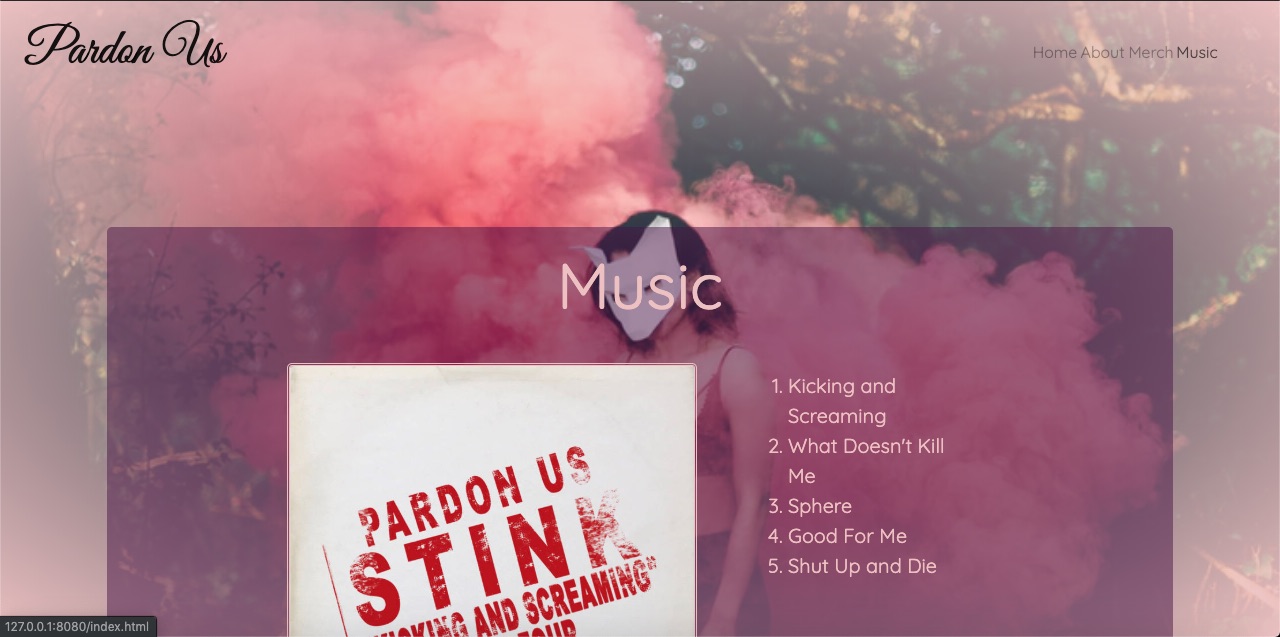 Pardon Us
Home About Merch Music
Music
PARDON US
STINK
KICKING AND SCREAMING"
TOUR
1. Kicking and
Screaming
2. What Doesn't Kill
Me
3. Sphere
4. Good For Me
5. Shut Up and Die
127.0.0.1:8080/index.html